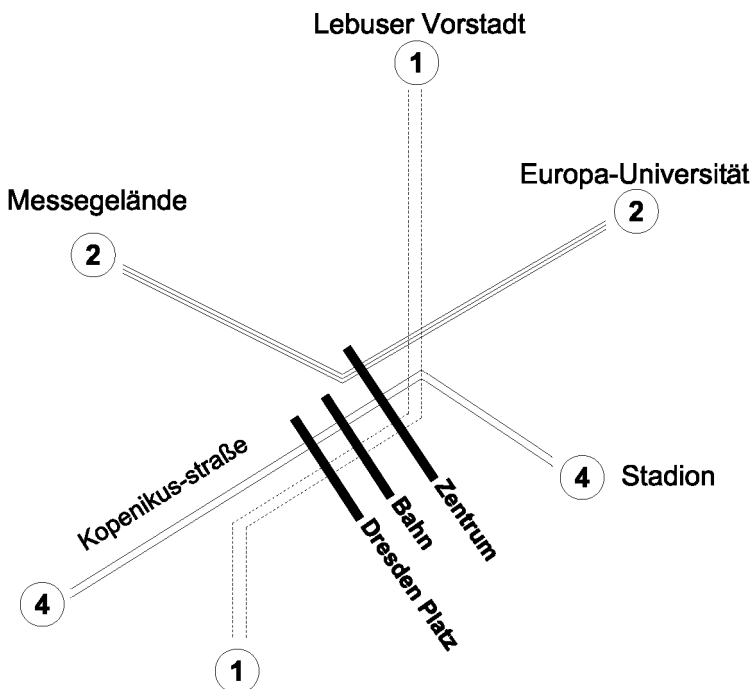 Lebuser Vorstadt
1
Europa-Universität
2
Messegelände
2
Kopenikus-straße
4
Stadion
Zentrum
Bahn
Dresden Platz
4
1